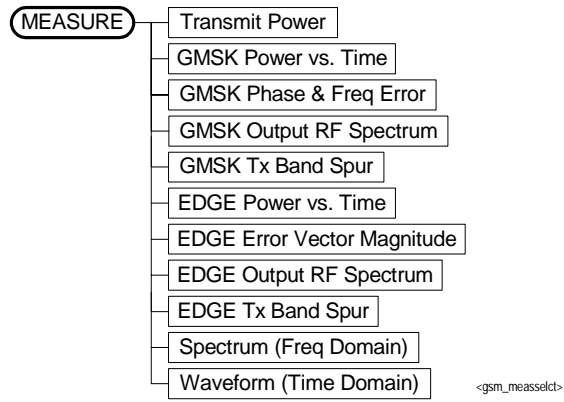 MEASURE
Transmit Power
GMSK Power vs. Time
GMSK Phase & Freq Error
GMSK Output RF Spectrum
GMSK Tx Band Spur
EDGE Power vs. Time
EDGE Error Vector Magnitude
EDGE Output RF Spectrum
EDGE Tx Band Spur
Spectrum (Freq Domain)
Waveform (Time Domain)
<gsm_measselct>